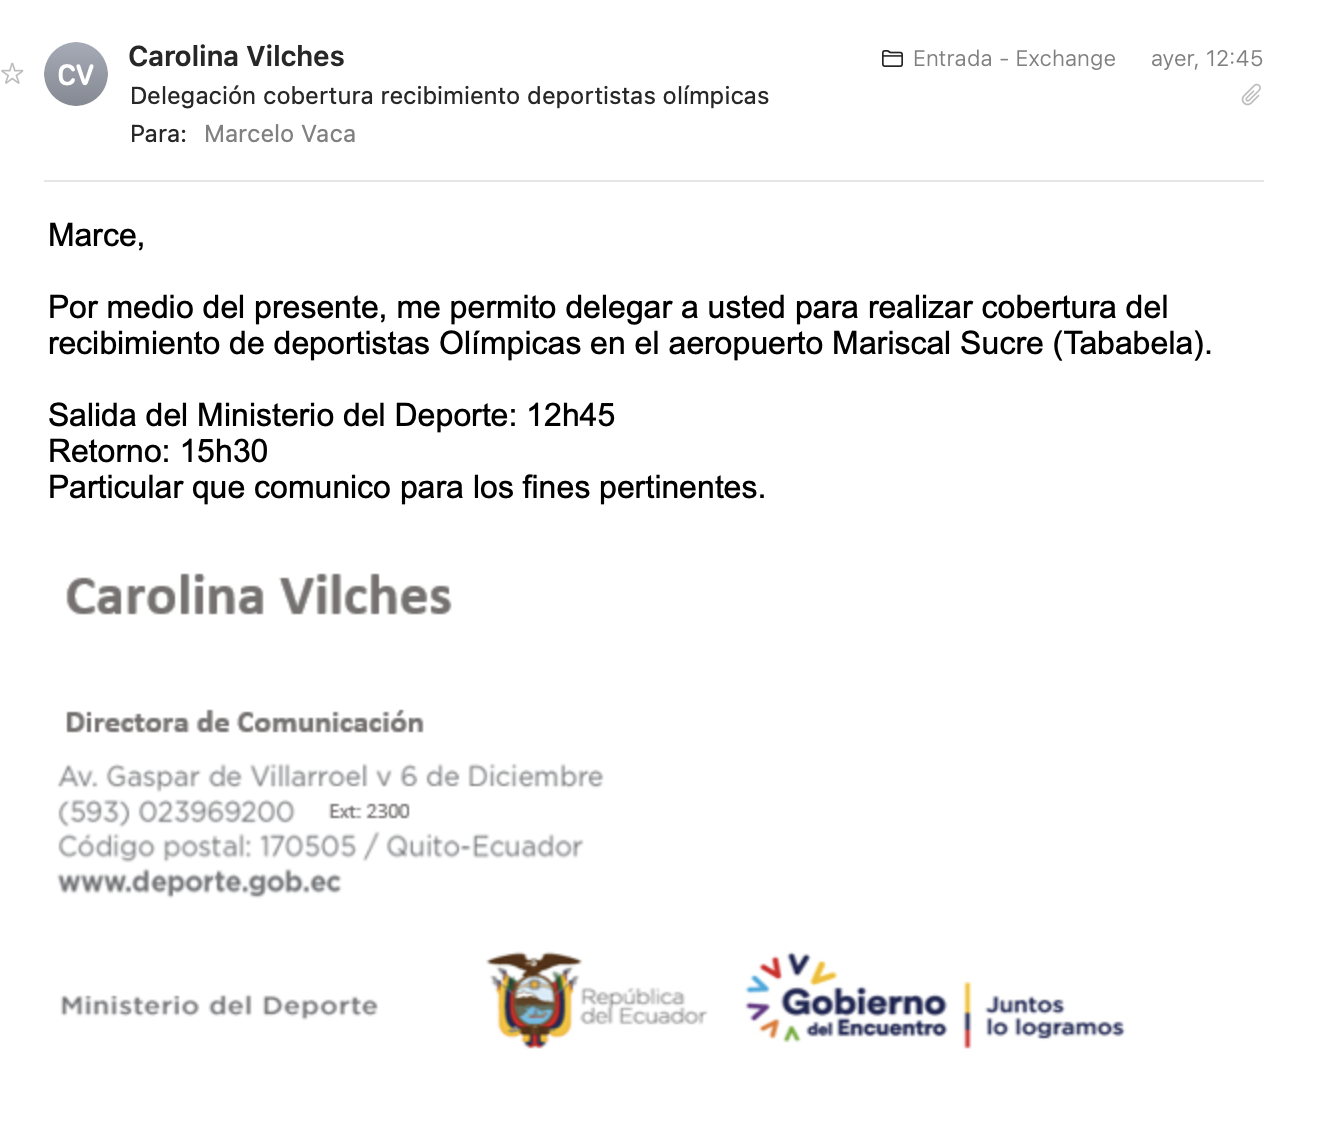 CV
Carolina Vilches
Entrada - Exchange
ayer, 12:45
Delegación cobertura recibimiento deportistas olímpicas
Para: Marcelo Vaca
Marce,
Por medio del presente, me permito delegar a usted para realizar cobertura del
recibimiento de deportistas Olímpicas en el aeropuerto Mariscal Sucre (Tababela).
Salida del Ministerio del Deporte: 12h45
Retorno: 15h30
Particular que comunico para los fines pertinentes.
Carolina Vilches
Directora de Comunicación
Av. Gaspar de Villarroel y 6 de Diciembre
(593) 023969200 Ext: 2300
Código postal: 170505 / Quito-Ecuador
www.deporte.gob.ec
Ministerio del Deporte
República
del Ecuador
Gobierno
del Encuentro
Juntos
lo logramos